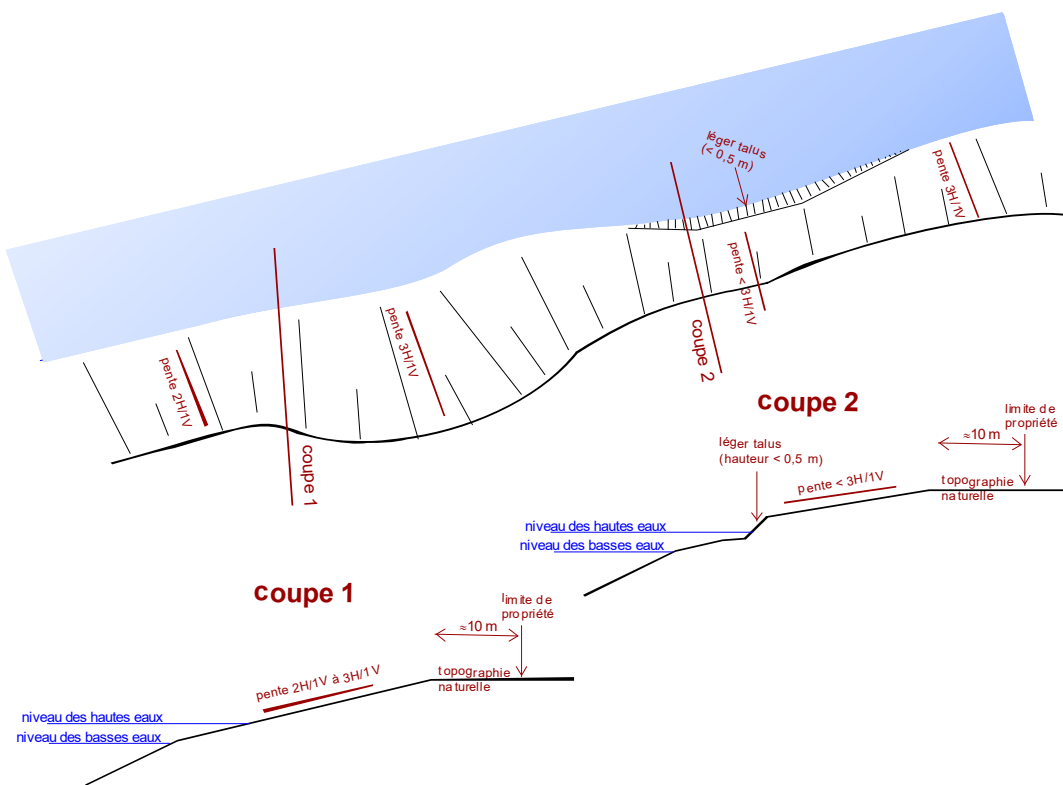 léger talus
(< 0,5 m)
pente 3H/1V
pente < 3H/1V
pente 3H/1V
pente 2H/1V
coupe 2
coupe 1
coupe 2
limite de
propriété
≈10 m
léger talus
(hauteur < 0,5 m)
pente < 3H/1V
topographie
naturelle
niveau des hautes eaux
niveau des basses eaux
coupe 1
limite de
propriété
≈10 m
pente 2H/1V à 3H/1V
topographie
naturelle
niveau des hautes eaux
niveau des basses eaux